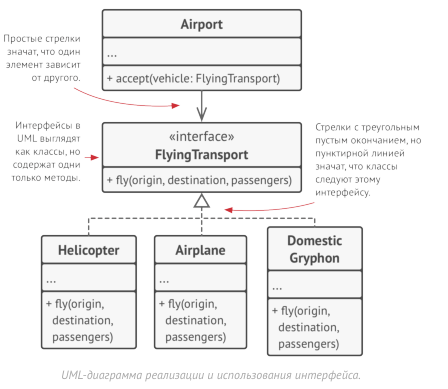 Airport
...
+ accept(vehicle: FlyingTransport)
Простые стрелки
значат, что один
элемент зависит
от другого.
«interface»
FlyingTransport
+ fly(origin, destination, passengers)
Интерфейсы в
UML выглядят
как классы, но
содержат одни
только методы.
Стрелки с треугольным
пустым окончанием, но
пунктирной линией
значат, что классы
следуют этому
интерфейсу.
Helicopter
...
+ fly(origin,
destination,
passengers)
Airplane
...
+ fly(origin,
destination,
passengers)
Domestic
Gryphon
...
+ fly(origin,
destination,
passengers)
UML-диаграмма реализации и использования интерфейса.